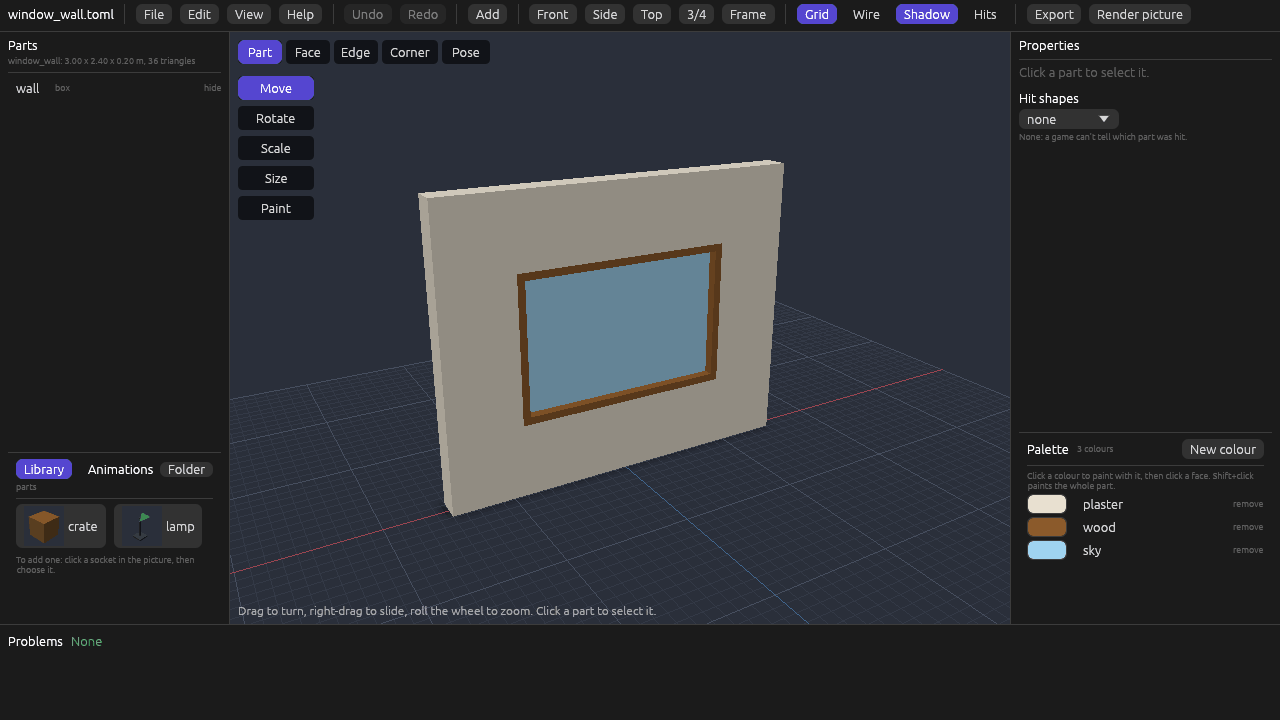 window_wall.toml File Edit View Help Undo Redo Add Front Side Top 3/4 Frame Grid Wire Shadow Hits Export Render picture
Parts
window_wall: 3.00 x 2.40 x 0.20 m, 36 triangles
wall box hide
Library Animations Folder
parts
crate lamp
To add one: click a socket in the picture, then
choose it.
Part Face Edge Corner Pose
Move
Rotate
Scale
Size
Paint
Drag to turn, right-drag to slide, roll the wheel to zoom. Click a part to select it.
Properties
Click a part to select it.
Hit shapes
none
None: a game can't tell which part was hit.
Palette 3 colours New colour
Click a colour to paint with it, then click a face. Shift+click
paints the whole part.
plaster remove
wood remove
sky remove
Problems None